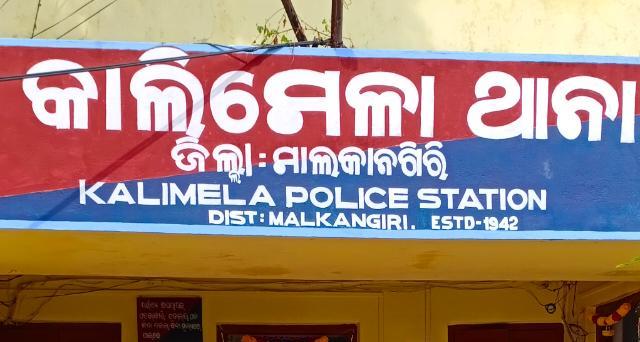 କାଲିମେଳା ଥାନା
ଜିଲ୍ଲା : ମାଲକାନଗିରି
KALIMELA POLICE STATION
DIST: MALKANGIRI. ESTD-1942